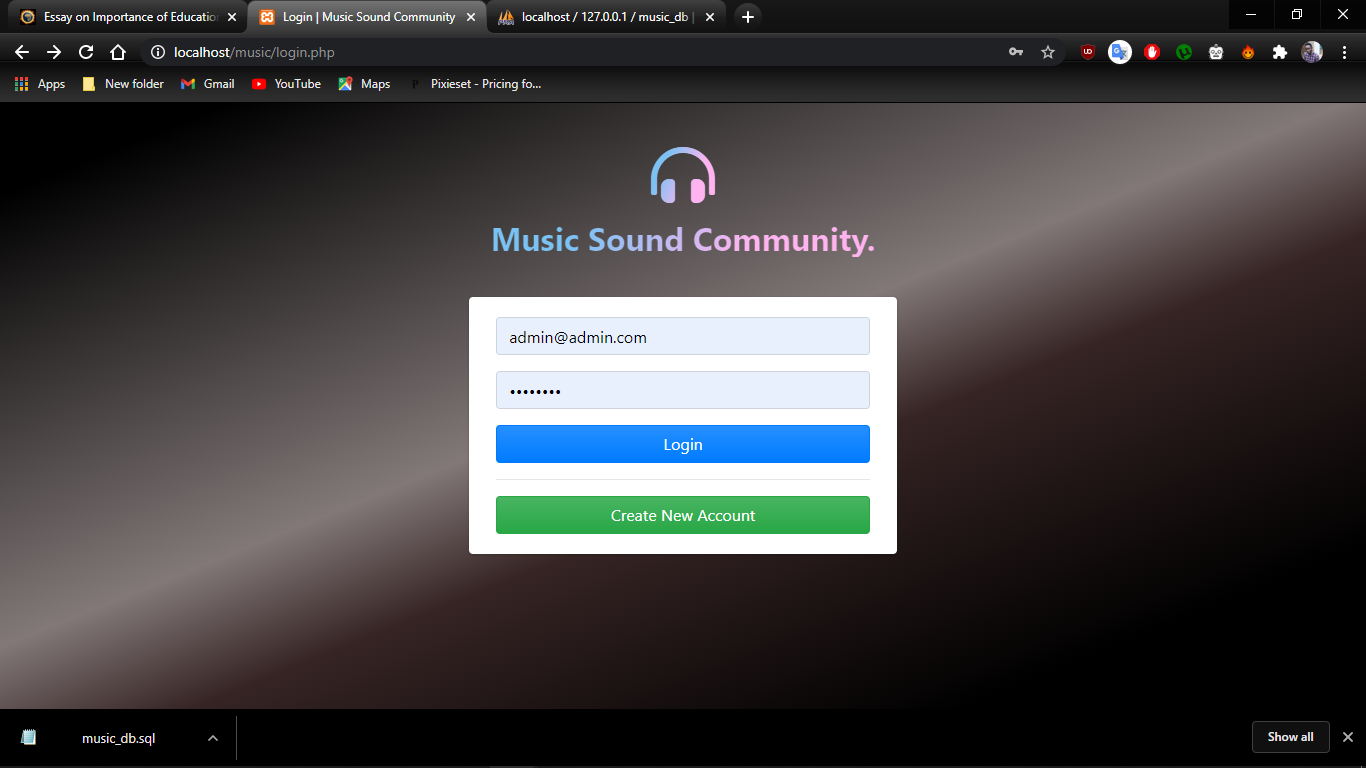 Essay on Importance of Education
Login | Music Sound Community
localhost / 127.0.0.1 / music_db |
localhost/music/login.php
Apps
New folder
Gmail
YouTube
Maps
Pixieset - Pricing fo...
Music Sound Community.
admin@admin.com
••••••••
Login
Create New Account
music_db.sql
Show all